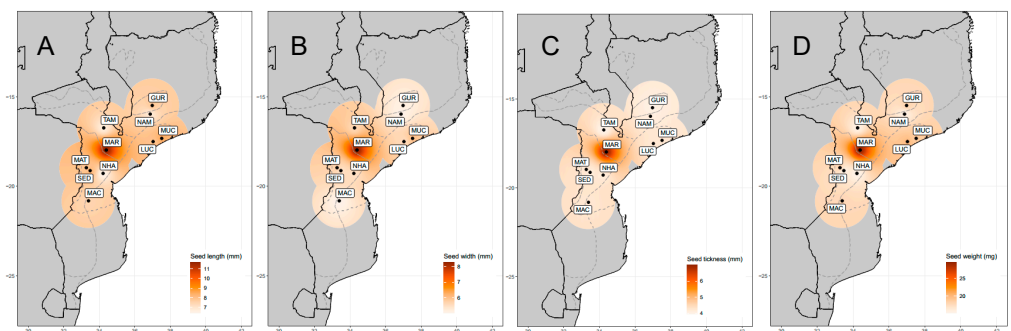 A
GUR
−15
TAM
NAM
MUC
MAR
LUC
MAT
NHA
SED
−20
MAC
−25
Seed length (mm)
11
10
9
8
7
B
GUR
−15
TAM
NAM
MUC
MAR
LUC
MAT
NHA
SED
−20
MAC
−25
Seed width (mm)
8
7
6
C
GUR
−15
TAM
NAM
MUC
MAR
LUC
MAT
NHA
SED
−20
MAC
−25
Seed tickness (mm)
6
5
4
D
GUR
−15
TAM
NAM
MUC
MAR
LUC
MAT
NHA
SED
−20
MAC
−25
Seed weight (mg)
25
20